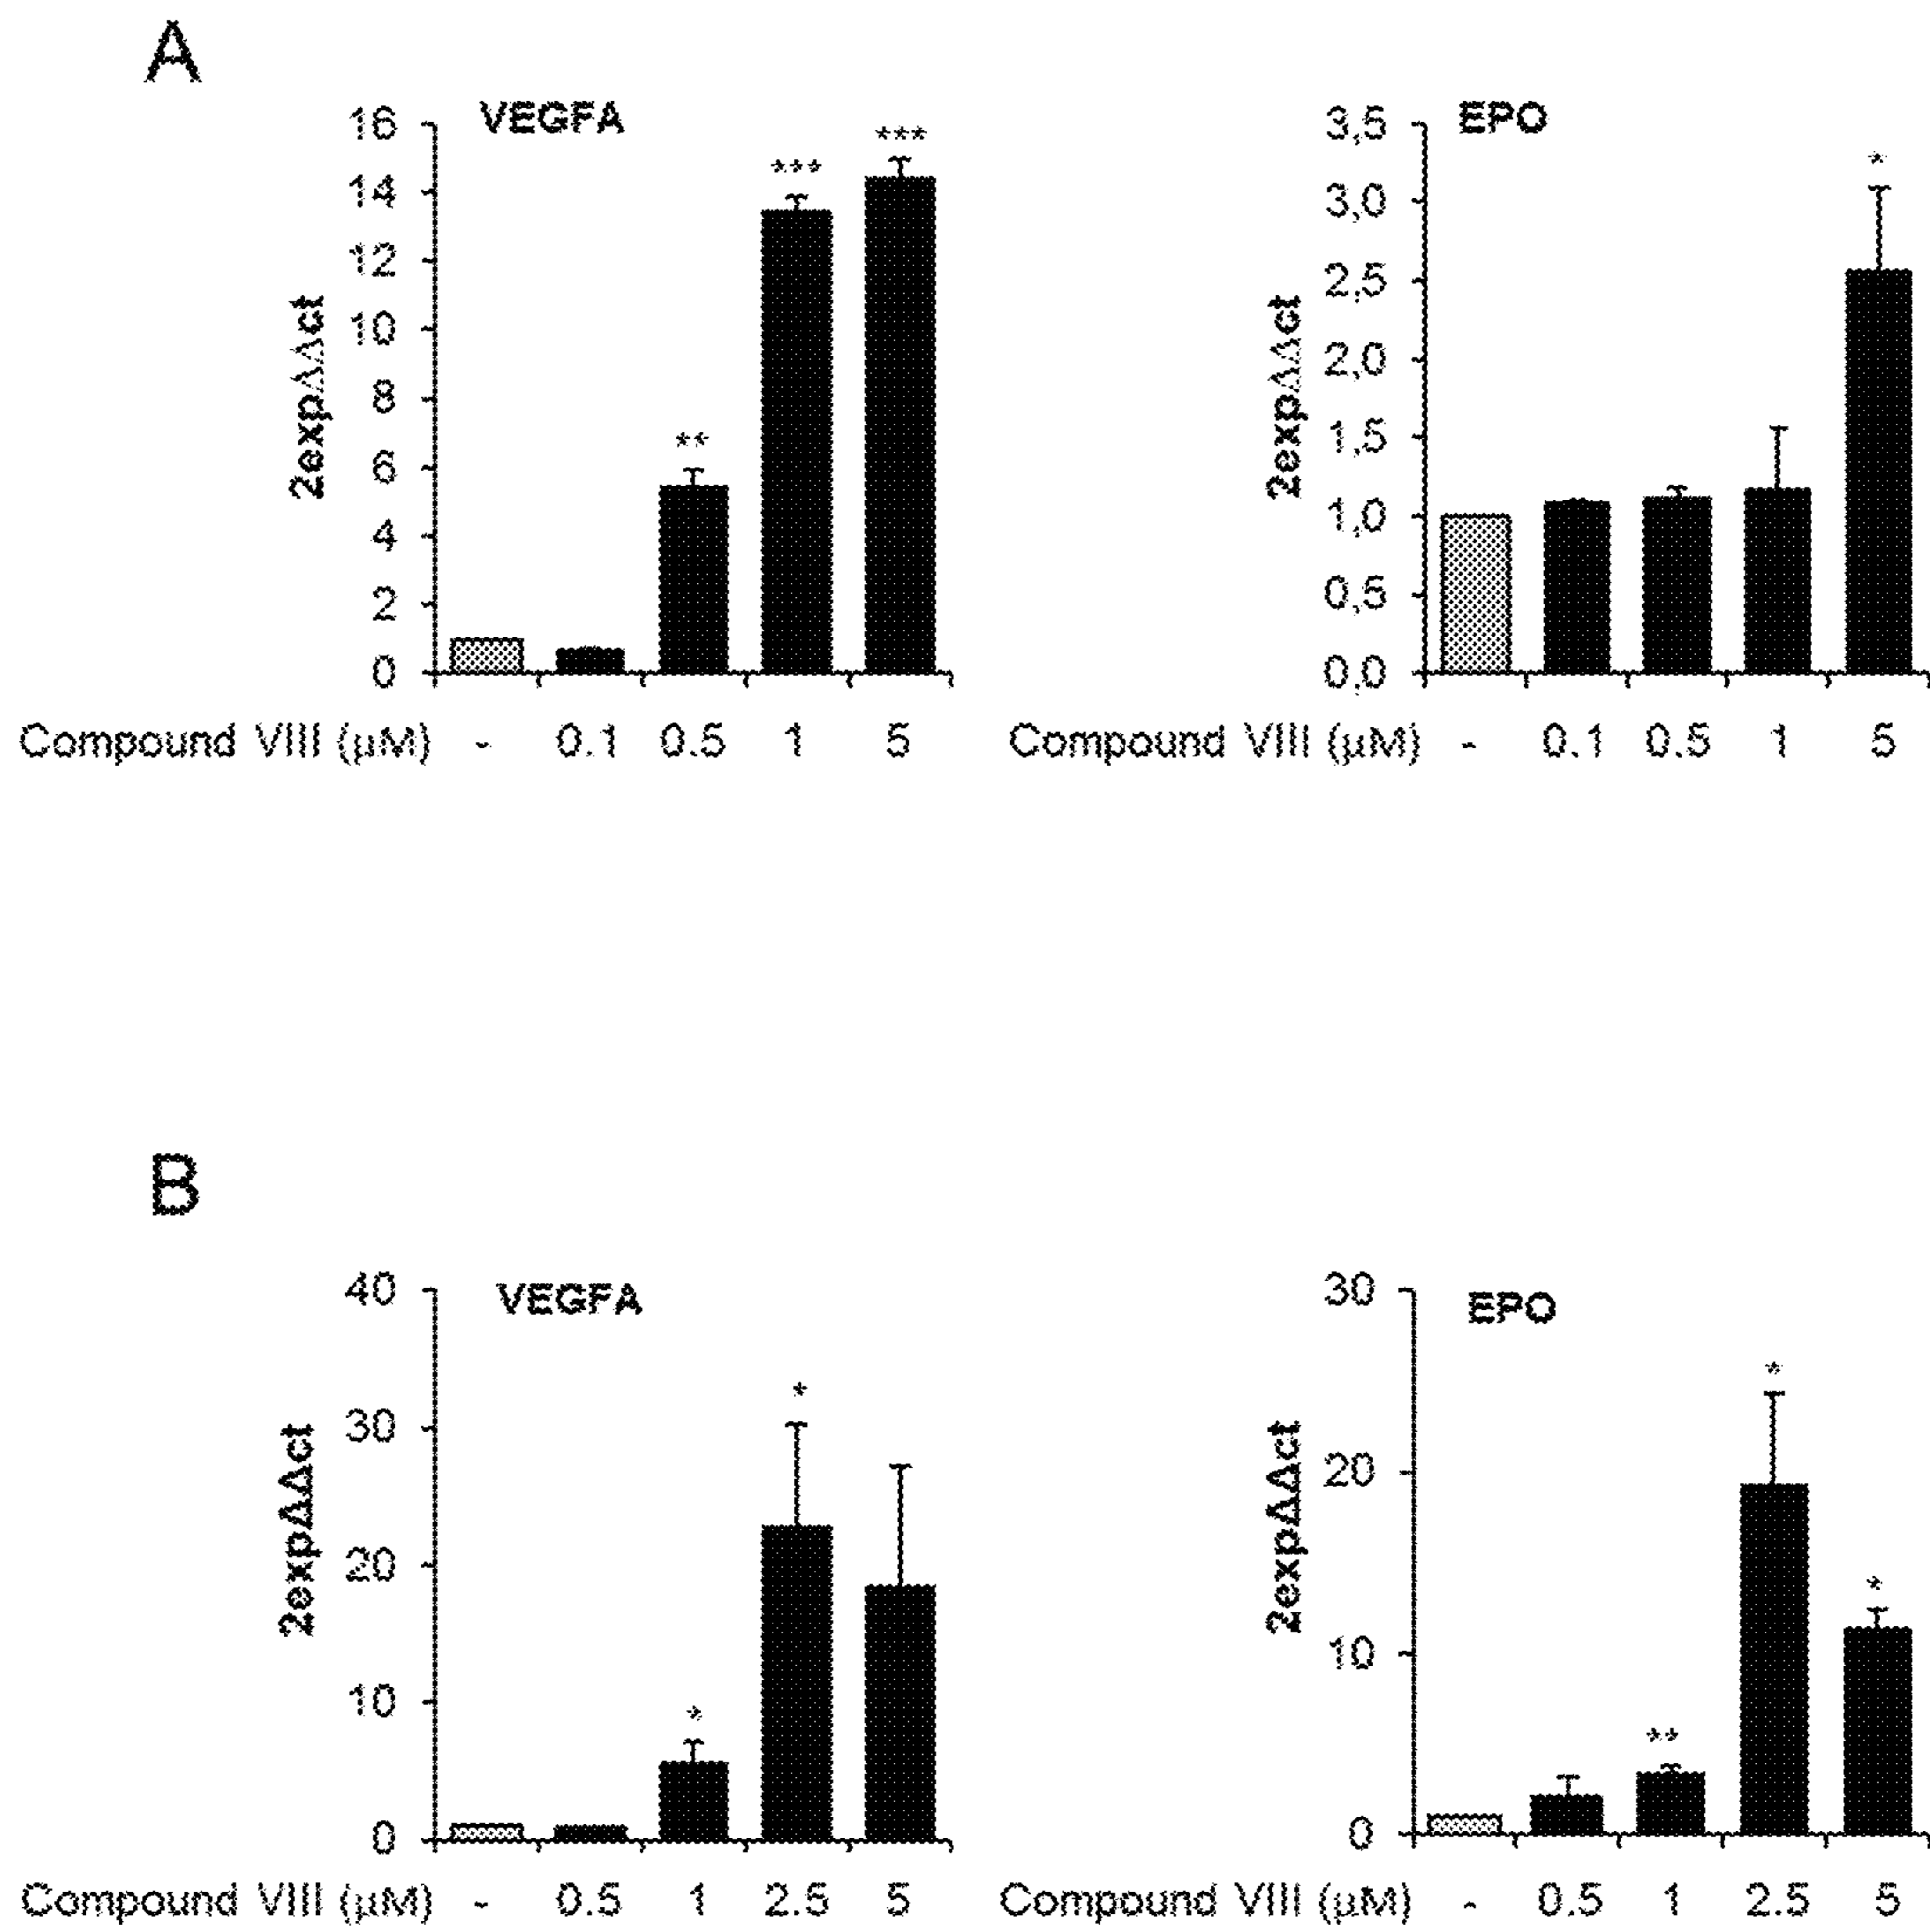 A
VEGFA
16
14
12
10
8
6
4
2
0
2expΔΔct
**
***
***
Compound VIII (µM) - 0.1 0.5 1 5
EPO
3,5
3,0
2,5
2,0
1,5
1,0
0,5
0,0
2expΔΔct
*
Compound VIII (µM) - 0.1 0.5 1 5
B
VEGFA
40
30
20
10
0
2expΔΔct
*
*
Compound VIII (µM) - 0.5 1 2.5 5
EPO
30
20
10
0
2expΔΔct
**
*
*
Compound VIII (µM) - 0.5 1 2.5 5